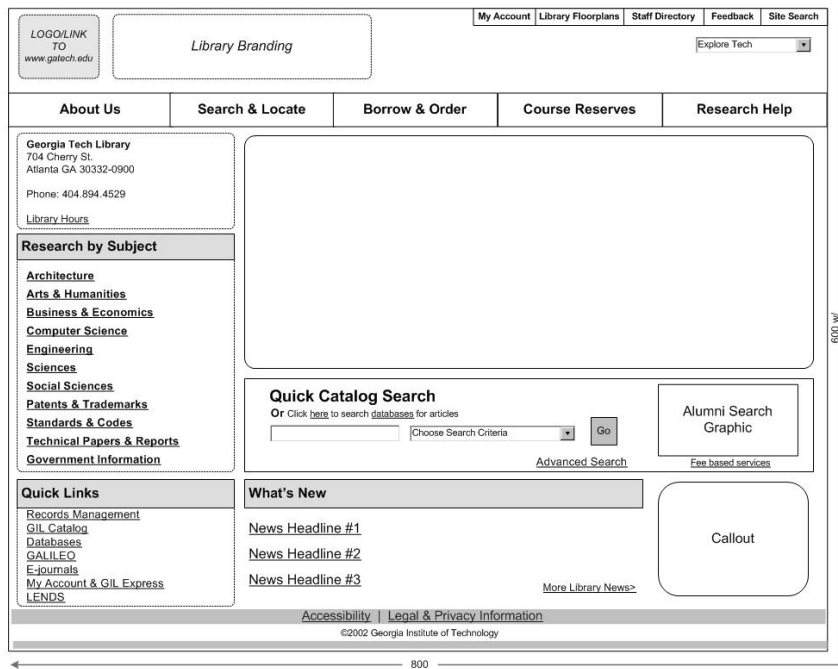 LOGO/LINK
TO
www.gatech.edu
Library Branding
My Account Library Floorplans Staff Directory Feedback Site Search
Explore Tech
About Us Search & Locate Borrow & Order Course Reserves Research Help
Georgia Tech Library
704 Cherry St.
Atlanta GA 30332-0900
Phone: 404.894.4529
Library Hours
Research by Subject
Architecture
Arts & Humanities
Business & Economics
Computer Science
Engineering
Sciences
Social Sciences
Patents & Trademarks
Standards & Codes
Technical Papers & Reports
Government Information
Quick Catalog Search
Or Click here to search databases for articles
Choose Search Criteria
Go
Advanced Search
Alumni Search
Graphic
Fee based services
Quick Links
Records Management
GIL Catalog
Databases
GALILEO
E-journals
My Account & GIL Express
LENDS
What's New
News Headline #1
News Headline #2
News Headline #3
More Library News>
Callout
Accessibility | Legal & Privacy Information
©2002 Georgia Institute of Technology
800
600 w/